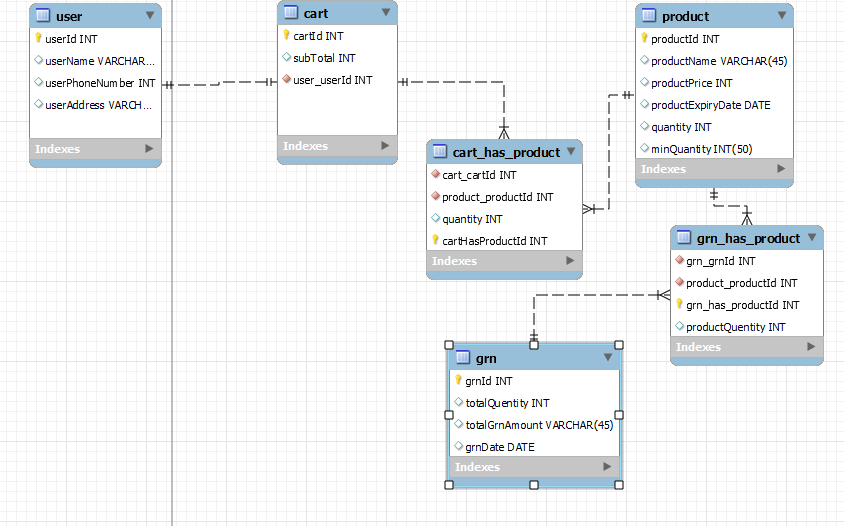 user
userId INT
userName VARCHAR...
userPhoneNumber INT
userAddress VARCH...
Indexes
cart
cartId INT
subTotal INT
user_userId INT
Indexes
product
productId INT
productName VARCHAR(45)
productPrice INT
productExpiryDate DATE
quantity INT
minQuantity INT(50)
Indexes
cart_has_product
cart_cartId INT
product_productId INT
quantity INT
cartHasProductId INT
Indexes
grn_has_product
grn_grnId INT
product_productId INT
grn_has_productId INT
productQuentity INT
Indexes
grn
grnId INT
totalQuentity INT
totalGrnAmount VARCHAR(45)
grnDate DATE
Indexes